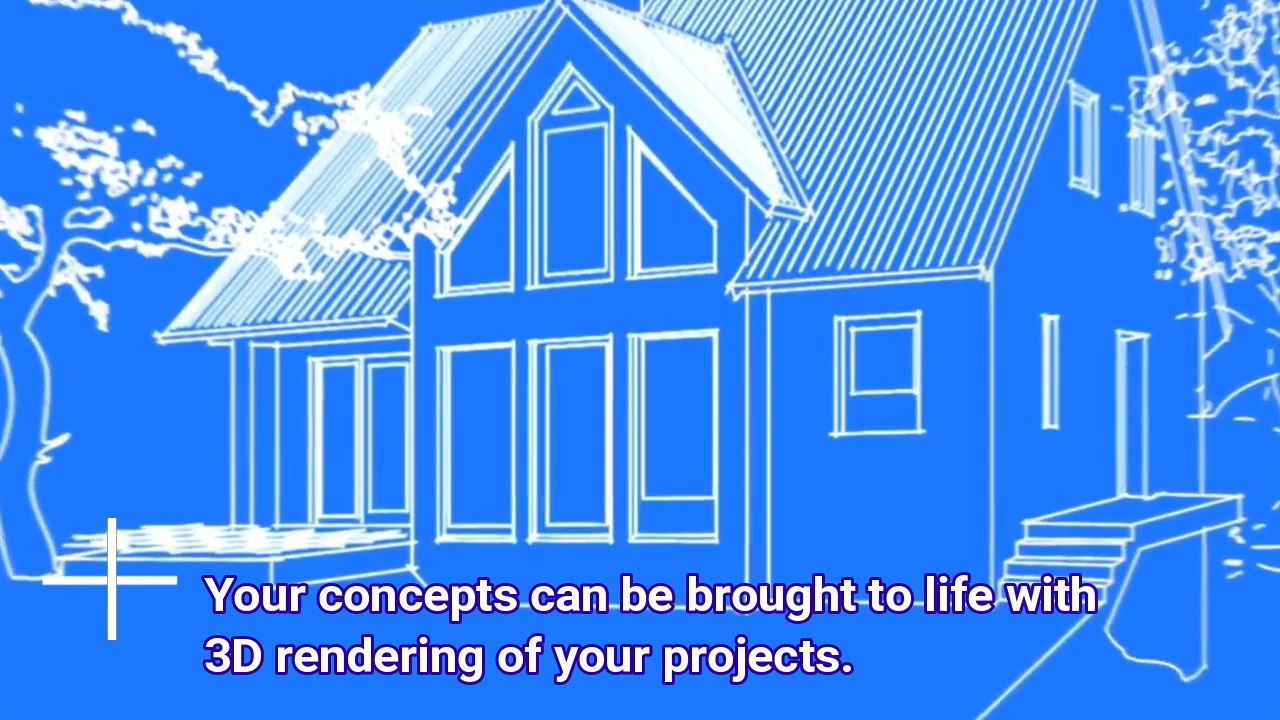 Your concepts can be brought to life with
3D rendering of your projects.